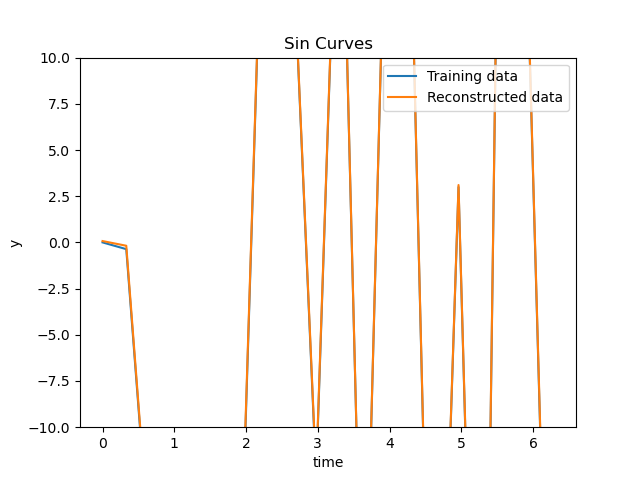 Sin Curves
Training data
Reconstructed data
y
10.0
7.5
5.0
2.5
0.0
−2.5
−5.0
−7.5
−10.0
0 1 2 3 4 5 6
time